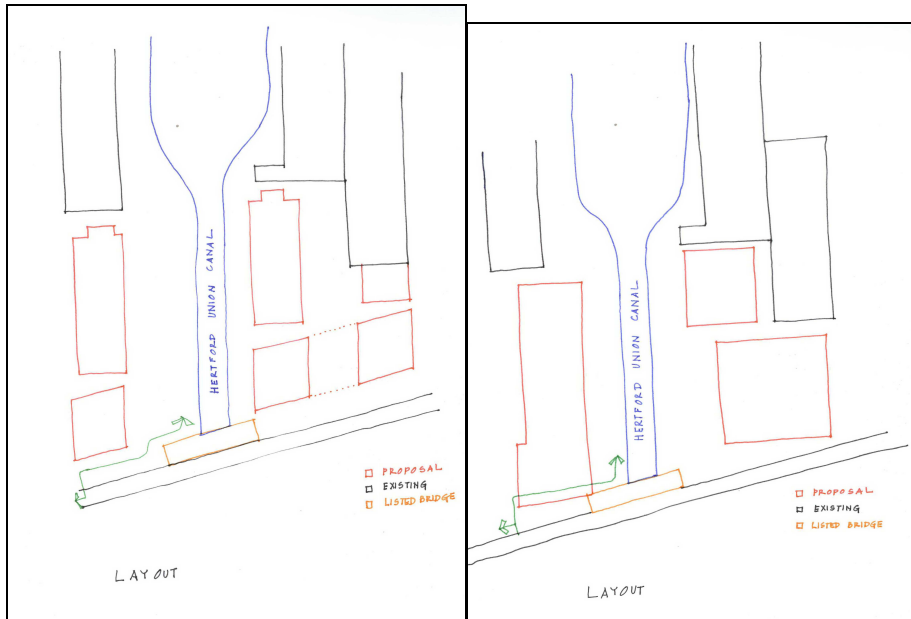 HERTFORD UNION CANAL
PROPOSAL
EXISTING
LISTED BRIDGE
LAYOUT
HERTFORD UNION CANAL
PROPOSAL
EXISTING
LISTED BRIDGE
LAYOUT